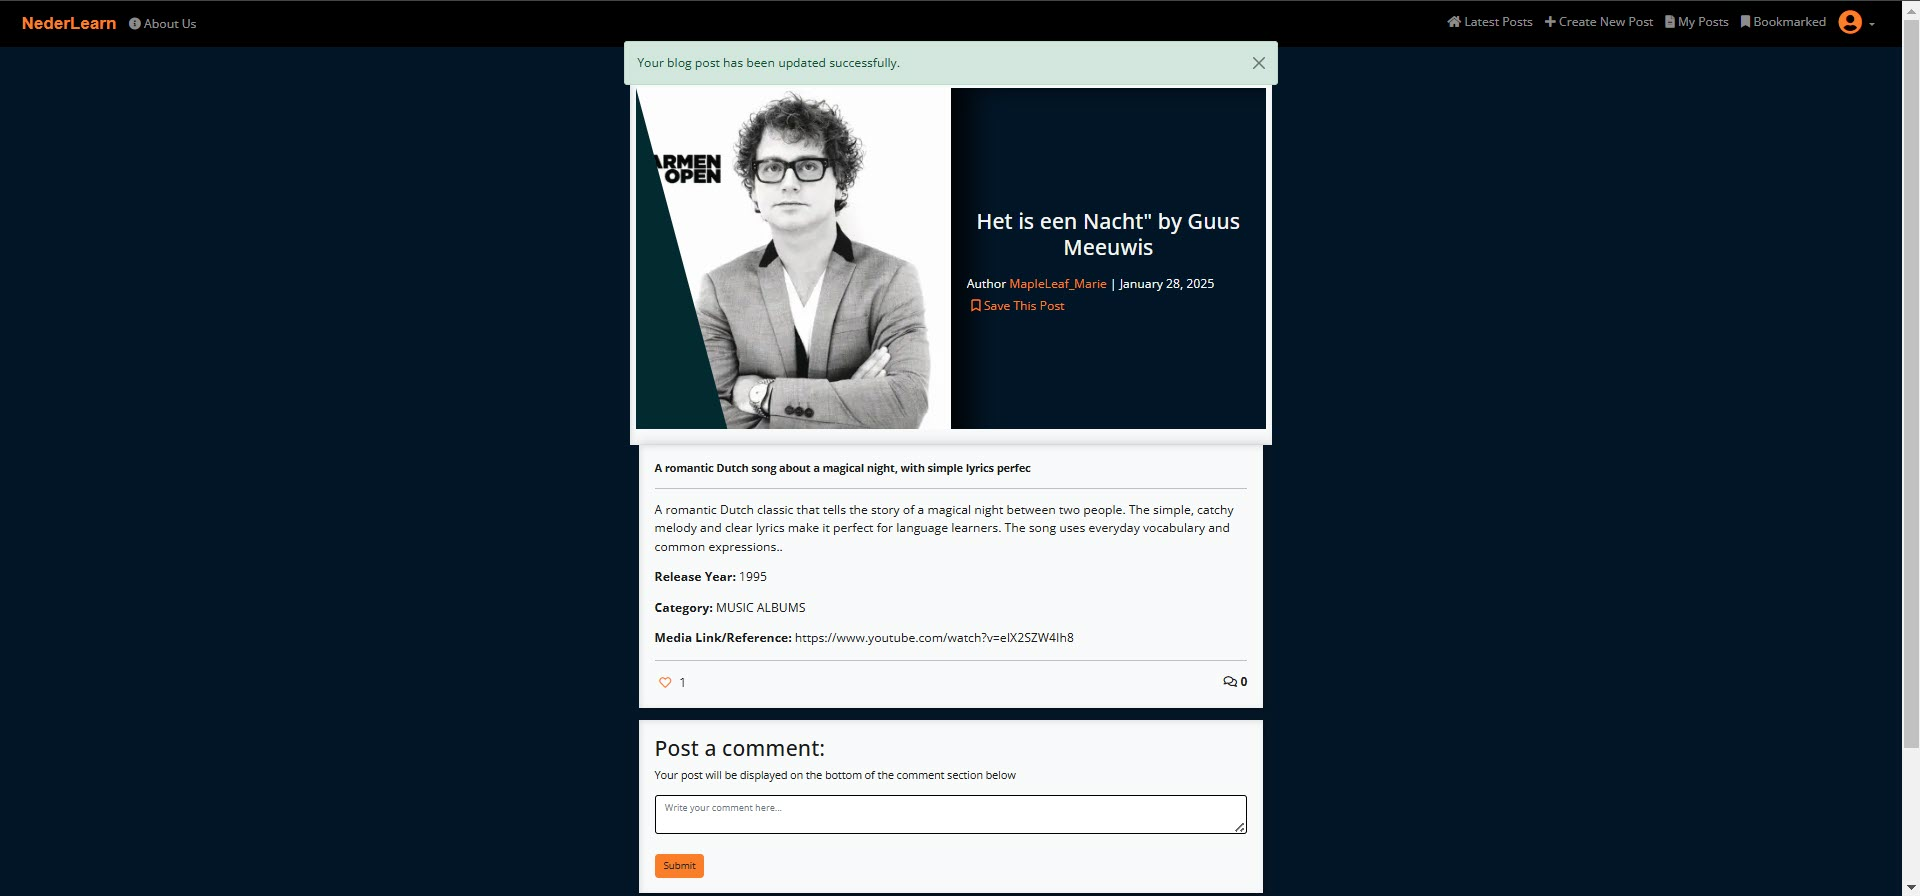 NederLearn About Us Latest Posts Create New Post My Posts Bookmarked
Your blog post has been updated successfully.
ARMEN
OPEN
Het is een Nacht" by Guus
Meeuwis
Author MapleLeaf_Marie | January 28, 2025
Save This Post
A romantic Dutch song about a magical night, with simple lyrics perfec
A romantic Dutch classic that tells the story of a magical night between two people. The simple, catchy
melody and clear lyrics make it perfect for language learners. The song uses everyday vocabulary and
common expressions..
Release Year: 1995
Category: MUSIC ALBUMS
Media Link/Reference: https://www.youtube.com/watch?v=elX2SZW4lh8
1 0
Post a comment:
Your post will be displayed on the bottom of the comment section below
Write your comment here...
Submit